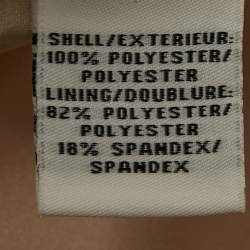 SHELL/EXTERIEUR:
100% POLYESTER/
POLYESTER
LINING/DOUBLURE:
82% POLYESTER/
POLYESTER
18% SPANDEX/
SPANDEX